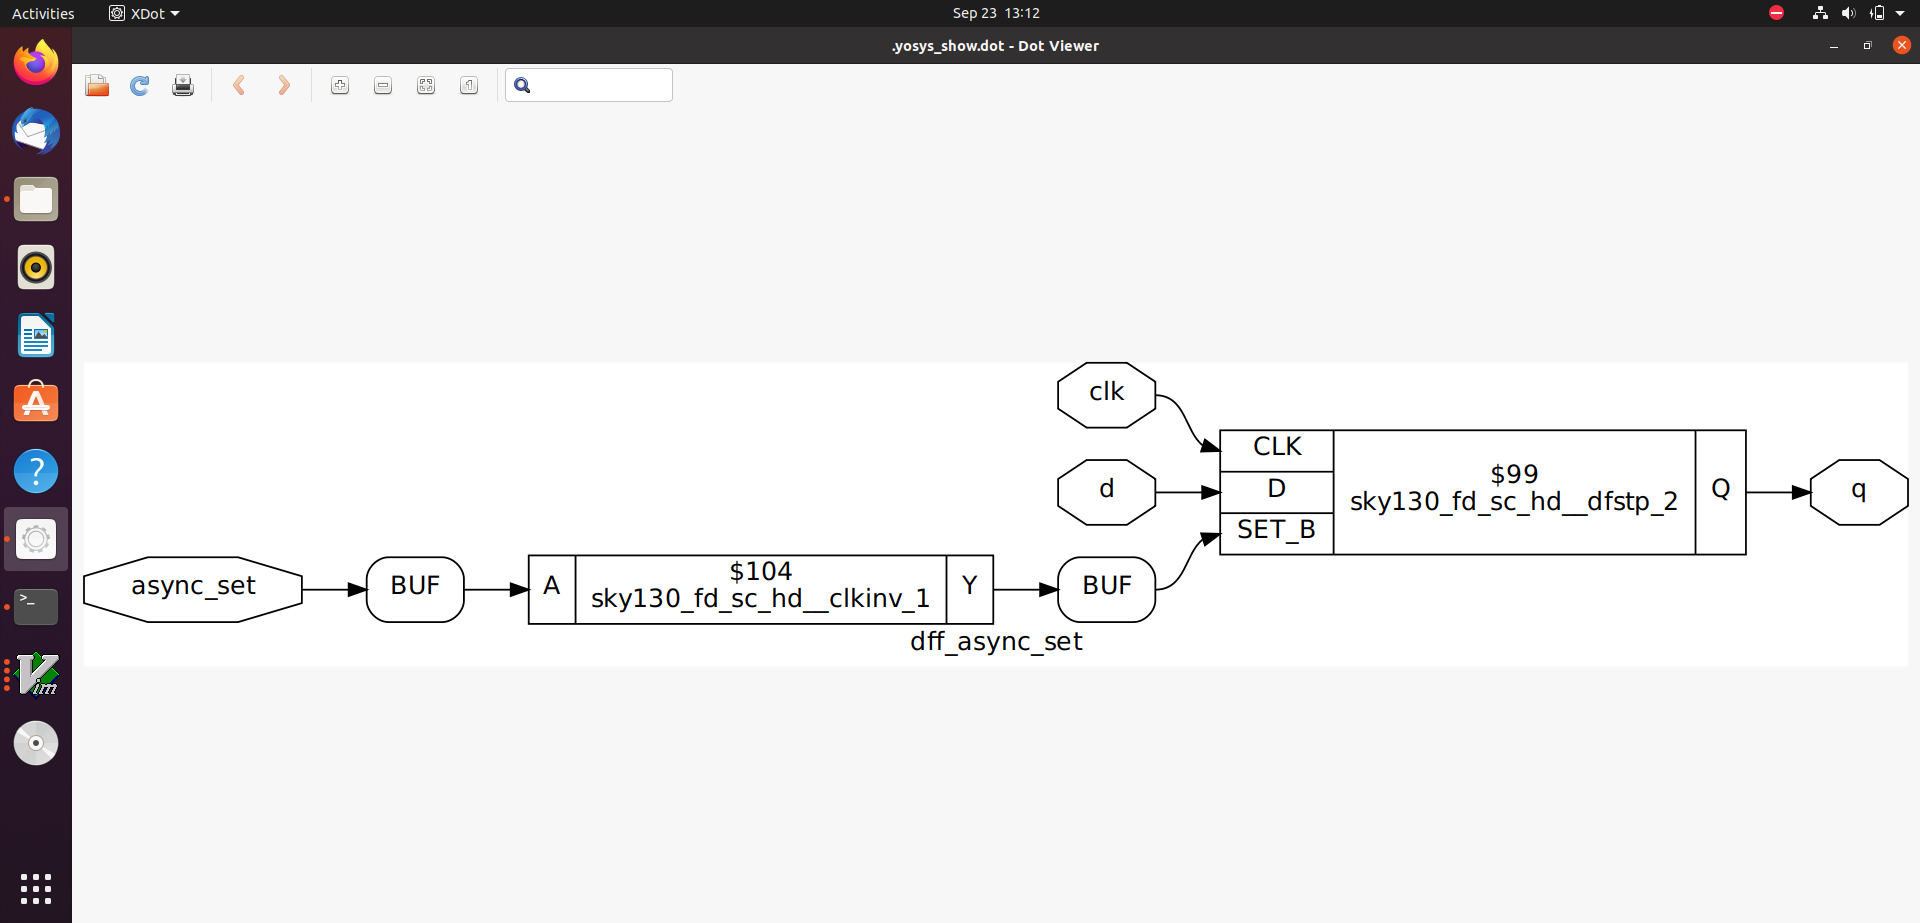 Activities
XDot
Sep 23 13:12
.yosys_show.dot - Dot Viewer
clk
CLK
$99
d
D
sky130_fd_sc_hd__dfstp_2
Q
q
SET_B
async_set
BUF
A
$104
sky130_fd_sc_hd__clkinv_1
Y
BUF
dff_async_set